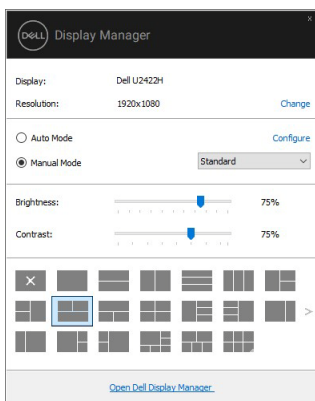 x
DELL Display Manager
Display: Dell U2422H
Resolution: 1920x1080 Change
Auto Mode Configure
Manual Mode Standard
Brightness: 75%
Contrast: 75%
Open Dell Display Manager